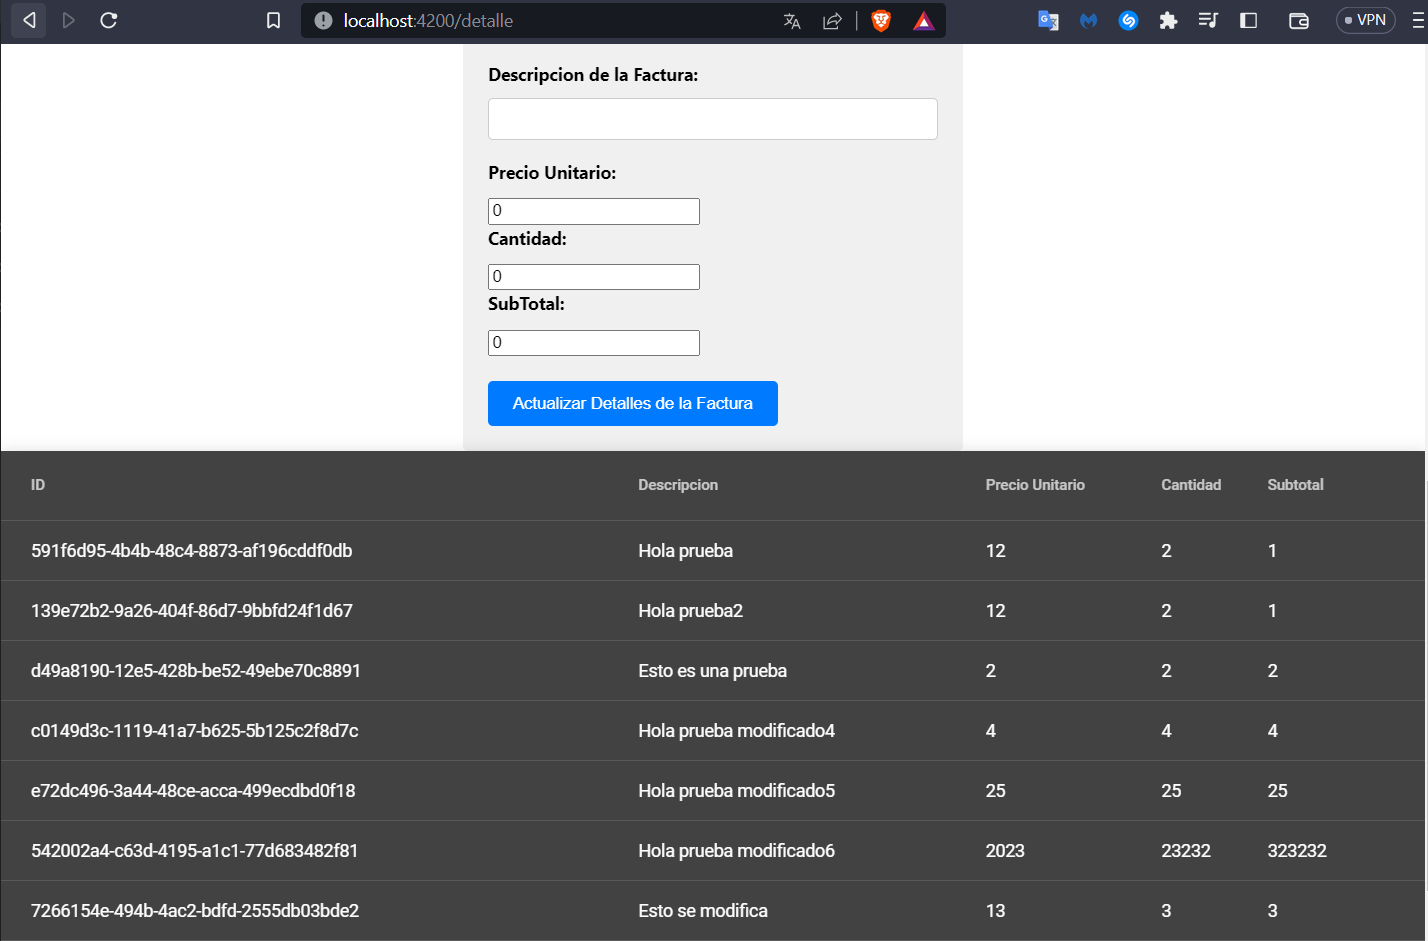 localhost:4200/detalle
VPN
Descripcion de la Factura:
Precio Unitario:
0
Cantidad:
0
SubTotal:
0
Actualizar Detalles de la Factura
ID Descripcion Precio Unitario Cantidad Subtotal
591f6d95-4b4b-48c4-8873-af196cddf0db Hola prueba 12 2 1
139e72b2-9a26-404f-86d7-9bbfd24f1d67 Hola prueba2 12 2 1
d49a8190-12e5-428b-be52-49ebe70c8891 Esto es una prueba 2 2 2
c0149d3c-1119-41a7-b625-5b125c2f8d7c Hola prueba modificado4 4 4 4
e72dc496-3a44-48ce-acca-499ecdbd0f18 Hola prueba modificado5 25 25 25
542002a4-c63d-4195-a1c1-77d683482f81 Hola prueba modificado6 2023 23232 323232
7266154e-494b-4ac2-bdfd-2555db03bde2 Esto se modifica 13 3 3